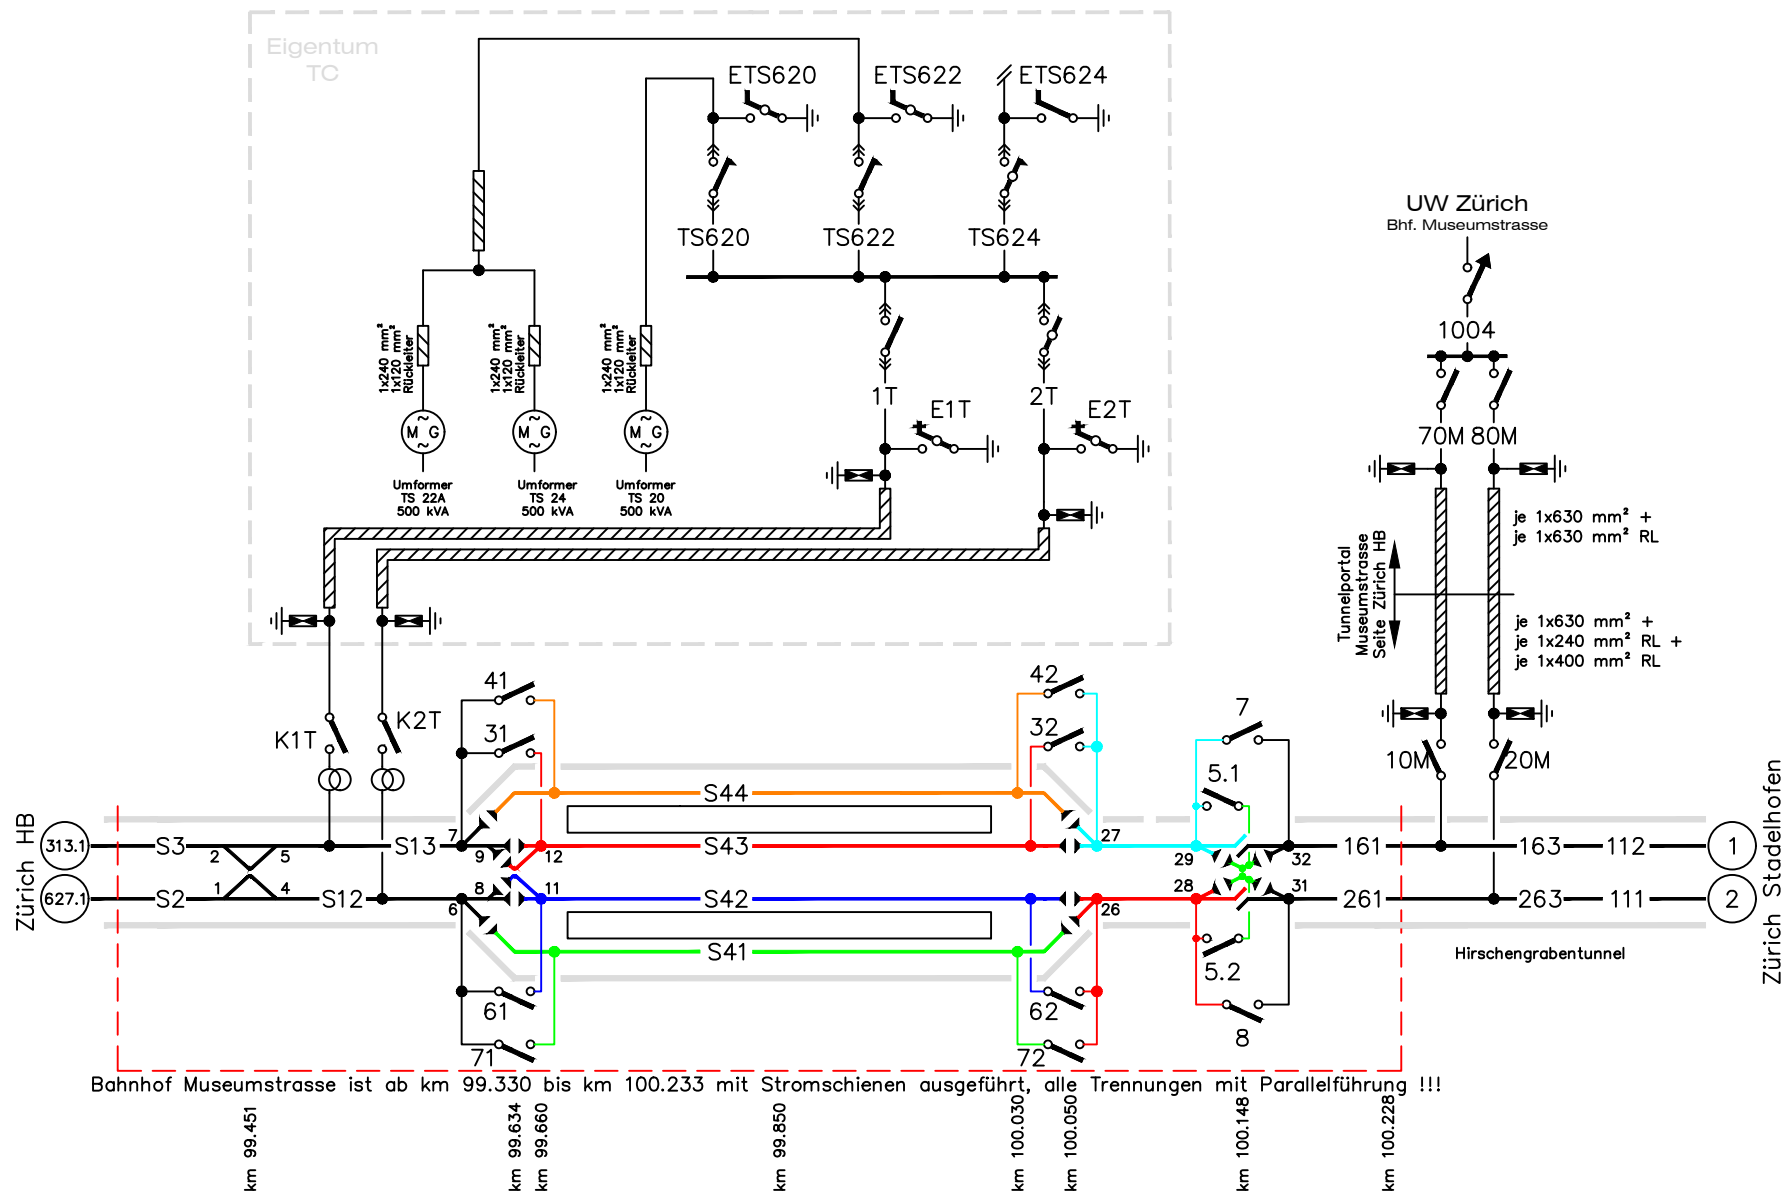 Eigentum
TC
ETS620
ETS622
ETS624
TS620
TS622
TS624
UW Zürich
Bhf. Museumstrasse
1004
1x240 mm²
1x120 mm²
Rückleiter
1x240 mm²
1x120 mm²
Rückleiter
1x240 mm²
1x120 mm²
Rückleiter
M G
M G
M G
Umformer
TS 22A
500 kVA
Umformer
TS 24
500 kVA
Umformer
TS 20
500 kVA
1T
2T
E1T
E2T
70M
80M
je 1x630 mm² +
je 1x630 mm² RL
Tunnelportal
Museumstrasse
Seite Zürich HB
je 1x630 mm² +
je 1x240 mm² RL +
je 1x400 mm² RL
K1T
K2T
41
31
42
32
7
5.1
10M
20M
Zürich HB
313.1
S3
2
5
S13
7
9
12
S44
S43
27
29
32
161
163
112
1
627.1
S2
1
4
S12
6
8
11
S42
S41
26
28
31
261
263
111
2
Zürich Stadelhofen
Hirschengrabentunnel
61
71
62
72
5.2
8
Bahnhof Museumstrasse ist ab km 99.330 bis km 100.233 mit Stromschienen ausgeführt, alle Trennungen mit Parallelführung !!!
km 99.451
km 99.634
km 99.660
km 99.850
km 100.030
km 100.050
km 100.148
km 100.228